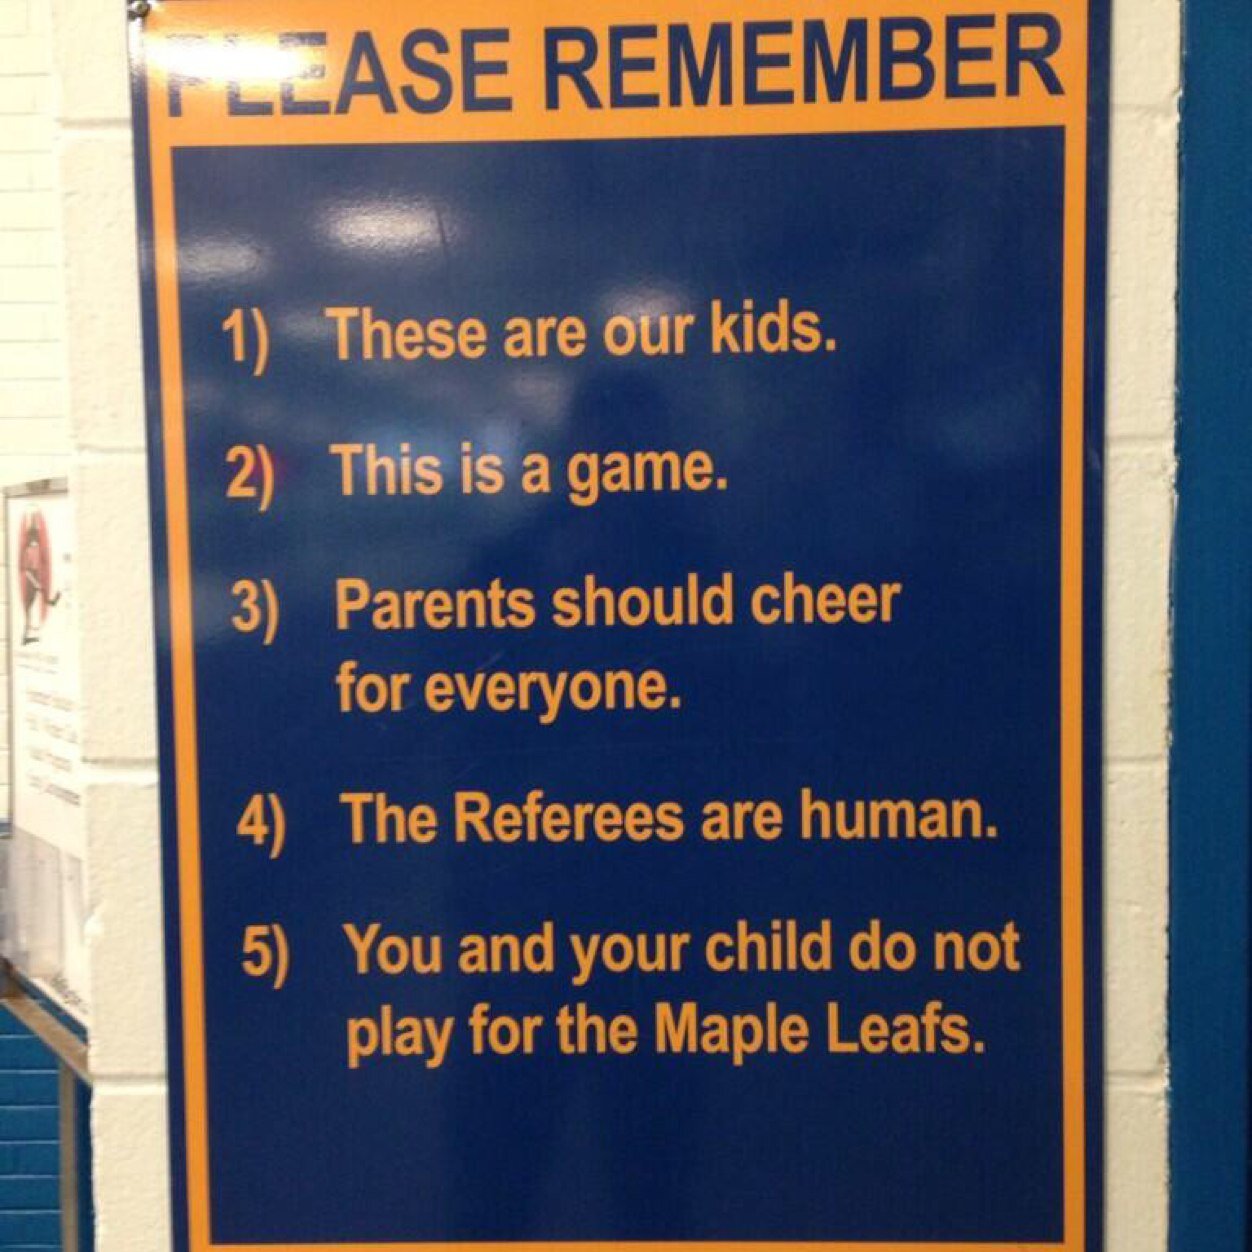 PLEASE REMEMBER
1) These are our kids.
2) This is a game.
3) Parents should cheer
for everyone.
4) The Referees are human.
5) You and your child do not
play for the Maple Leafs.